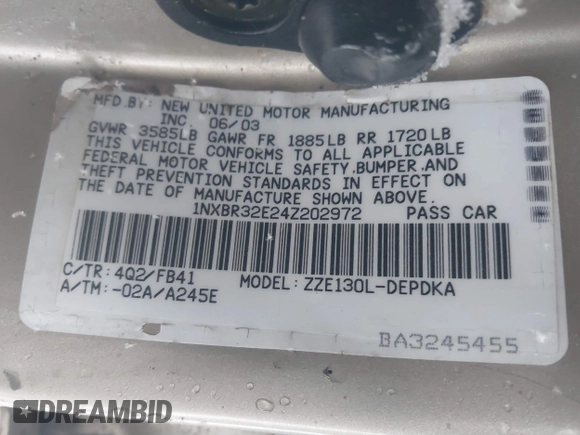 MFD.BY: NEW UNITED MOTOR MANUFACTURING
INC. 06/03
GVWR 3585LB GAWR FR 1885LB RR 1720LB
THIS VEHICLE CONFORMS TO ALL APPLICABLE
FEDERAL MOTOR VEHICLE SAFETY,BUMPER,AND
THEFT PREVENTION STANDARDS IN EFFECT ON
THE DATE OF MANUFACTURE SHOWN ABOVE.
1NXBR32E24Z202972 PASS CAR
C/TR: 4Q2/FB41 MODEL: ZZE130L-DEPDKA
A/TM: -02A/A245E
BA3245455
DREAMBID